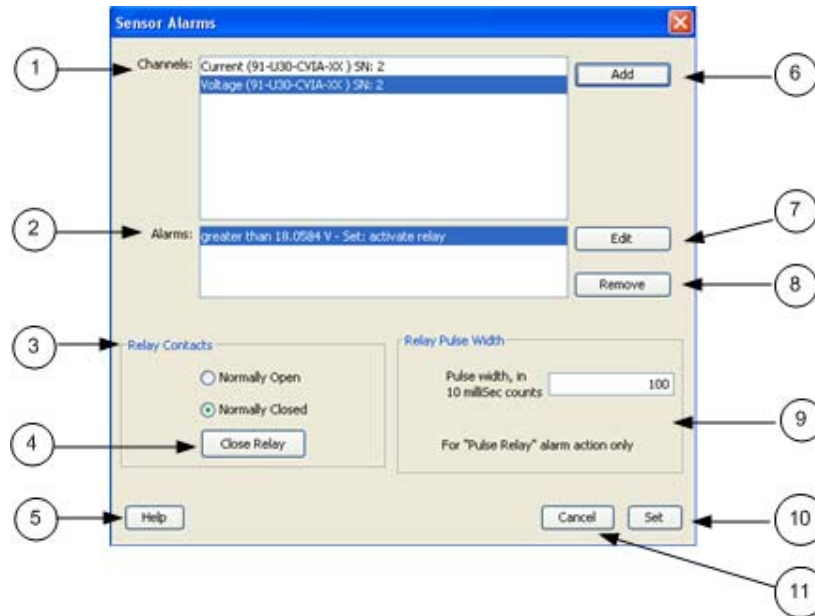 Sensor Alarms
1
Channels:
Current (91-U30-CVIA-XX ) SN: 2
Voltage (91-U30-CVIA-XX ) SN: 2
Add
6
2
Alarms:
greater than 18.0584 V - Set: activate relay
Edit
7
Remove
8
3
Relay Contacts
Normally Open
Normally Closed
4
Close Relay
Relay Pulse Width
Pulse width, in
10 milliSec counts
100
For "Pulse Relay" alarm action only
9
5
Help
Cancel
Set
10
11